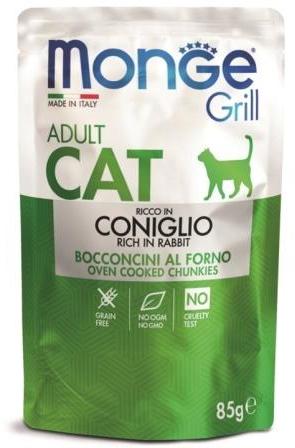 MONGE
Grill
MADE IN ITALY
ADULT
CAT
RICCO IN
CONIGLIO
RICH IN RABBIT
BOCCONCINI AL FORNO
OVEN COOKED CHUNKIES
GRAIN
FREE
NO OGM
NO GMO
NO
CRUELTY
TEST
85g e